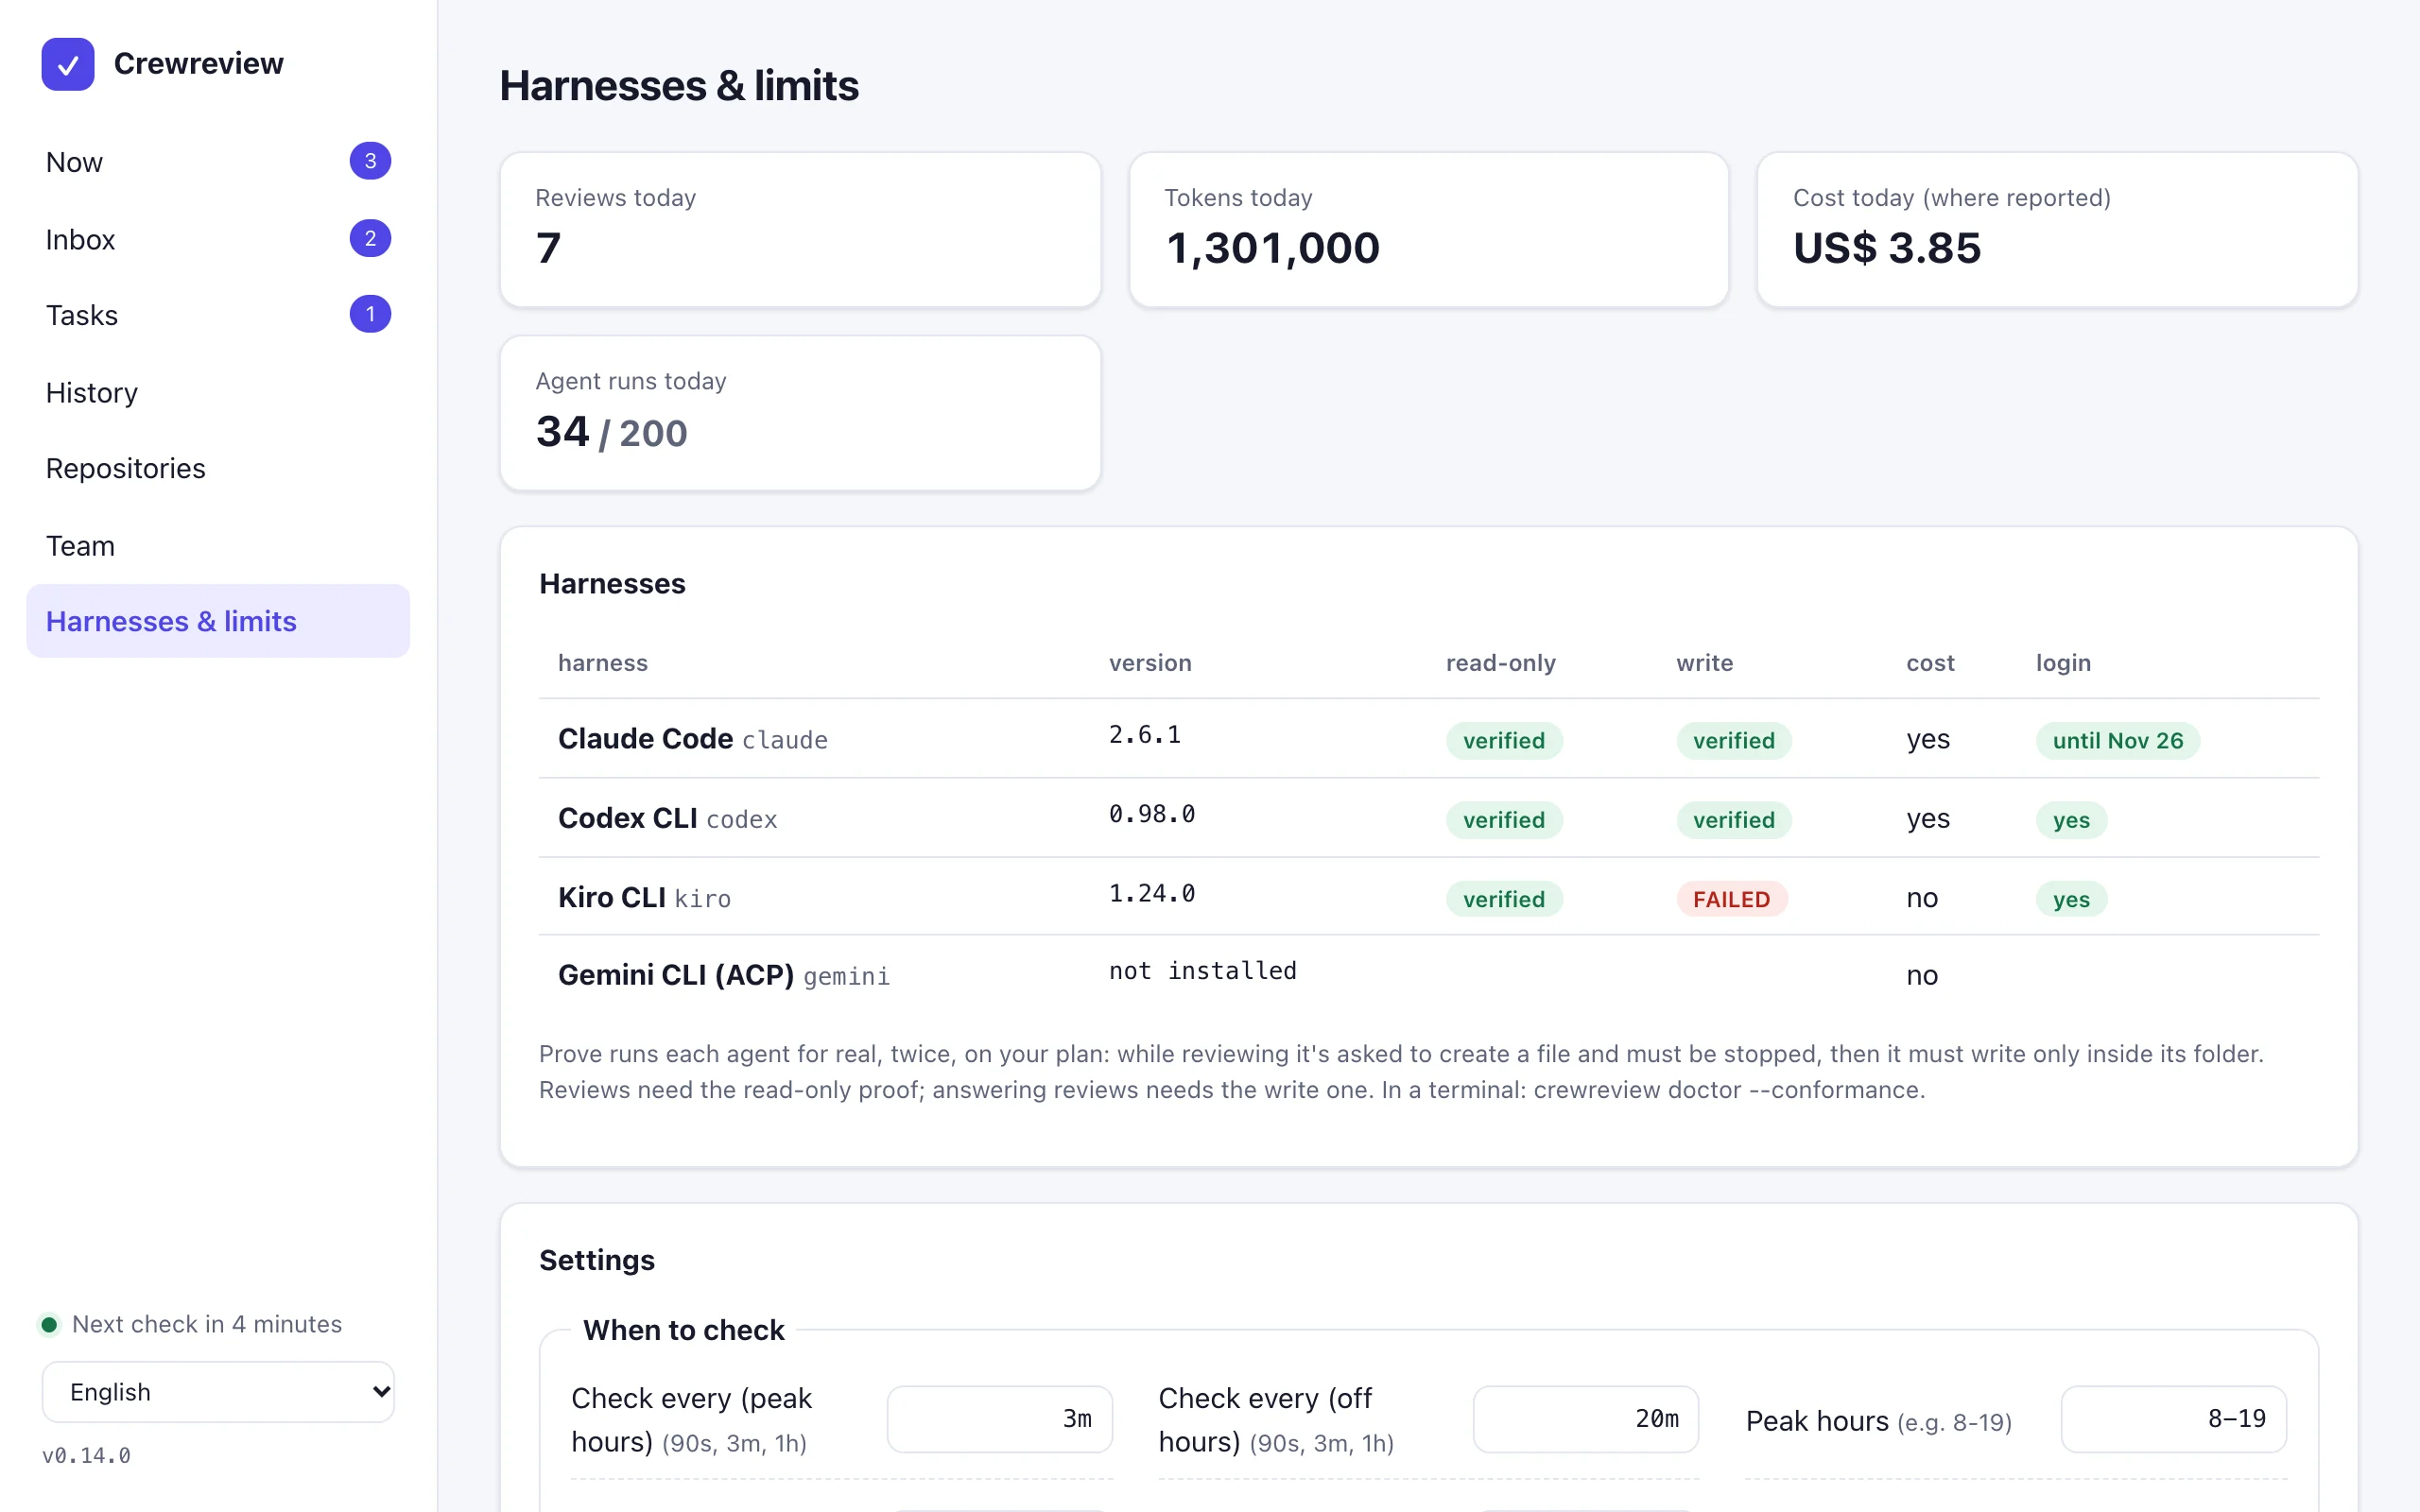 Crewreview
Now 3
Inbox 2
Tasks 1
History
Repositories
Team
Harnesses & limits
Next check in 4 minutes
English
v0.14.0
Harnesses & limits
Reviews today
7
Tokens today
1,301,000
Cost today (where reported)
US$ 3.85
Agent runs today
34 / 200
Harnesses
harness version read-only write cost login
Claude Code claude 2.6.1 verified verified yes until Nov 26
Codex CLI codex 0.98.0 verified verified yes yes
Kiro CLI kiro 1.24.0 verified FAILED no yes
Gemini CLI (ACP) gemini not installed no
Prove runs each agent for real, twice, on your plan: while reviewing it's asked to create a file and must be stopped, then it must write only inside its folder.
Reviews need the read-only proof; answering reviews needs the write one. In a terminal: crewreview doctor --conformance.
Settings
When to check
Check every (peak
hours) (90s, 3m, 1h)
3m
Check every (off
hours) (90s, 3m, 1h)
20m
Peak hours (e.g. 8-19)
8–19